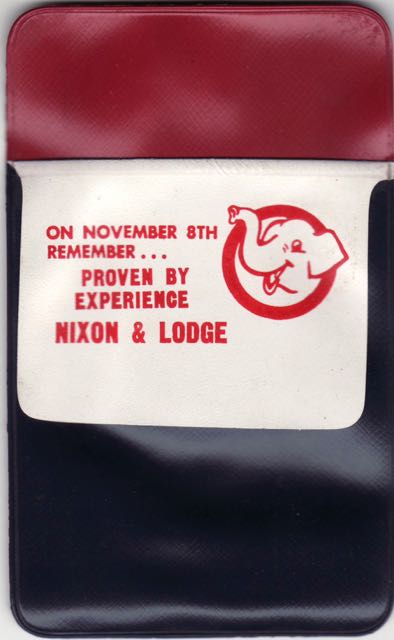 ON NOVEMBER 8TH
REMEMBER...
PROVEN BY
EXPERIENCE
NIXON & LODGE